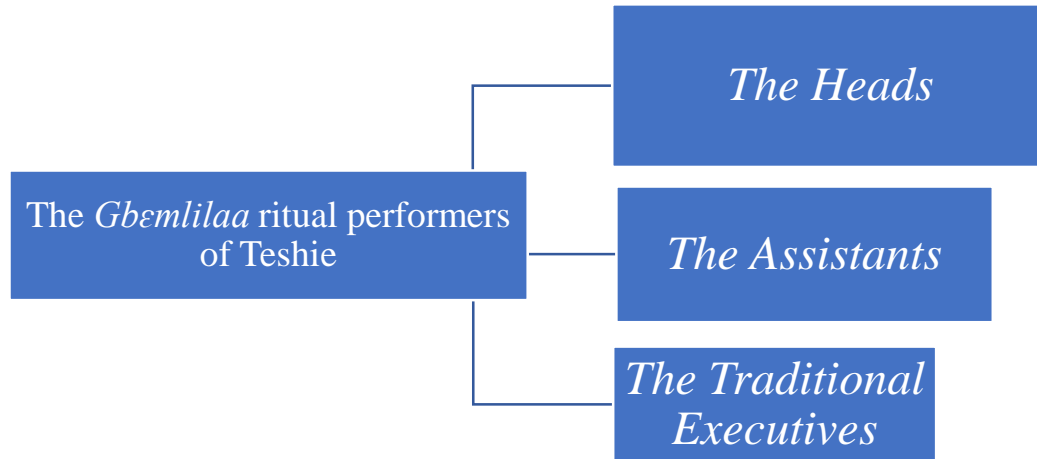 The Heads
The Gbɛmlilaa ritual performers
of Teshie
The Assistants
The Traditional
Executives